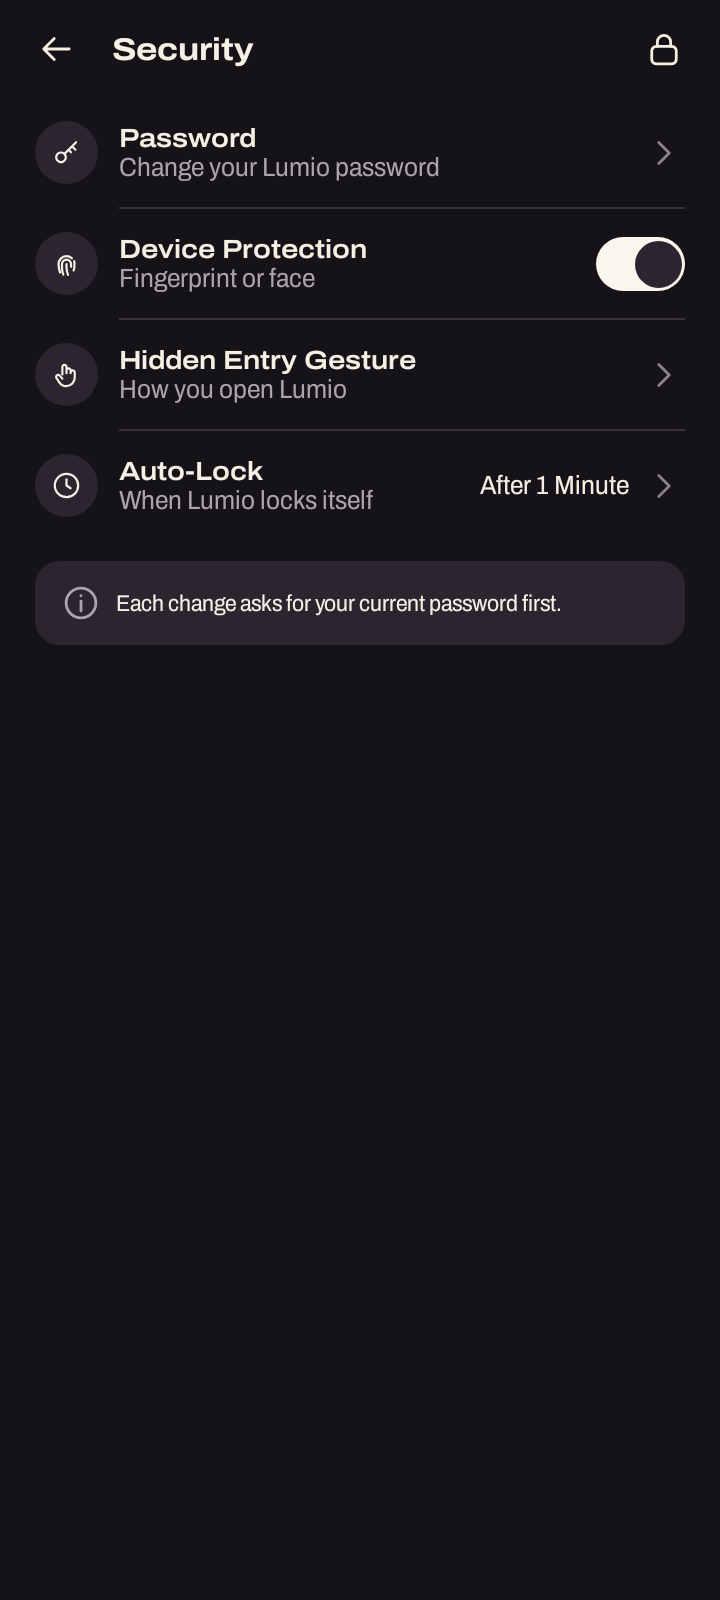 Security
Password
Change your Lumio password
Device Protection
Fingerprint or face
Hidden Entry Gesture
How you open Lumio
Auto-Lock
When Lumio locks itself
After 1 Minute
Each change asks for your current password first.